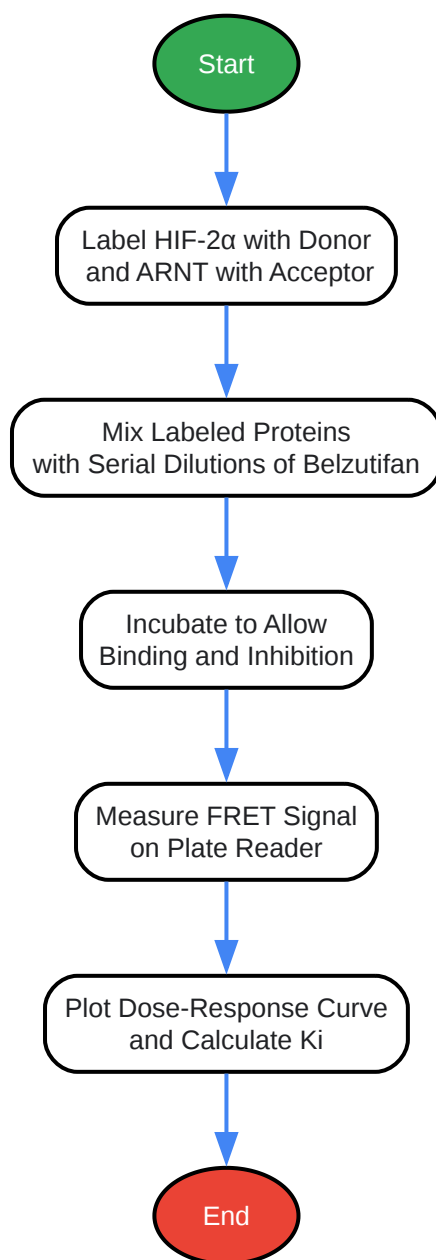 Start
Label HIF-2α with Donor
and ARNT with Acceptor
Mix Labeled Proteins
with Serial Dilutions of Belzutifan
Incubate to Allow
Binding and Inhibition
Measure FRET Signal
on Plate Reader
Plot Dose-Response Curve
and Calculate Ki
End